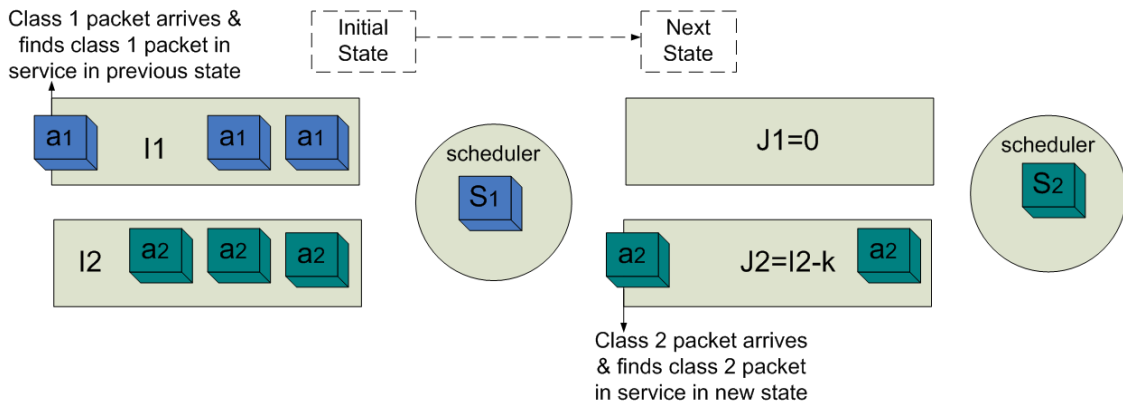 Class 1 packet arrives &
finds class 1 packet in
service in previous state
Initial
State
Next
State
a1
I1
a1
a1
scheduler
S1
J1=0
scheduler
S2
I2
a2
a2
a2
a2
J2=I2-k
a2
Class 2 packet arrives
& finds class 2 packet
in service in new state